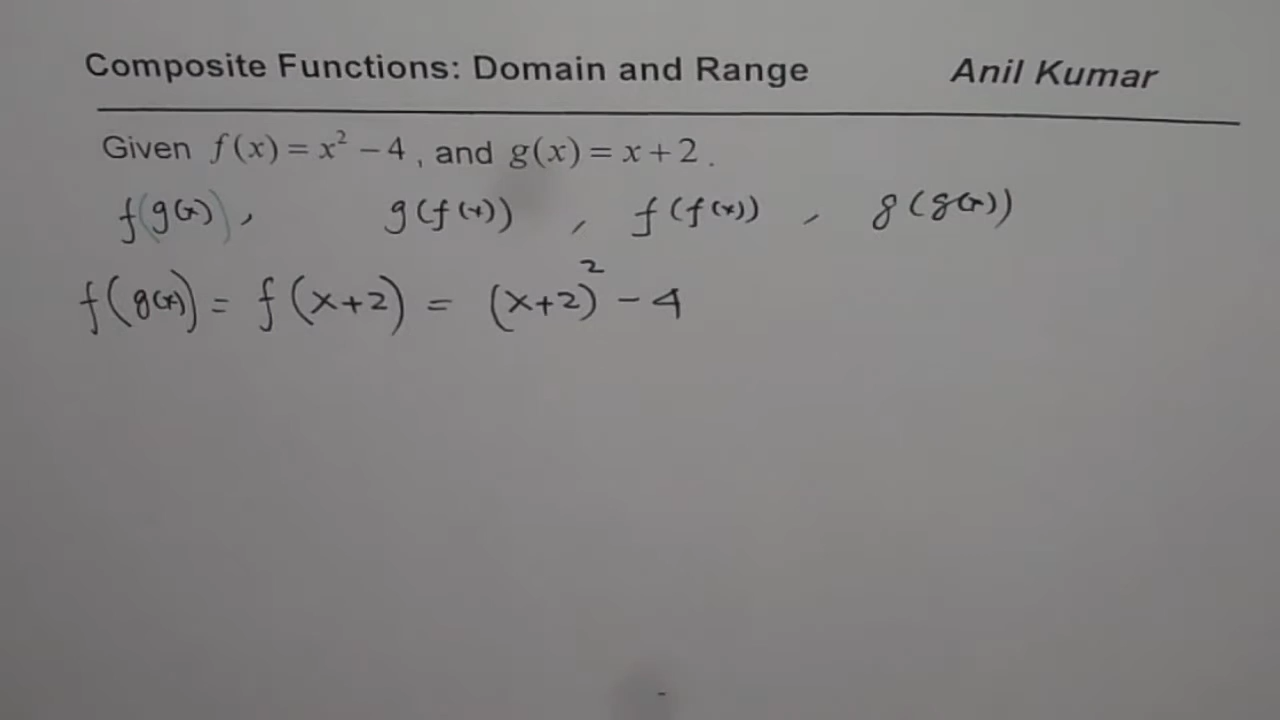 Composite Functions: Domain and Range Anil Kumar
Given f(x) = x² − 4, and g(x) = x + 2.
f(g(x)), g(f(x)), f(f(x)), g(g(x))
f(g(x)) = f(x+2) = (x+2)² − 4